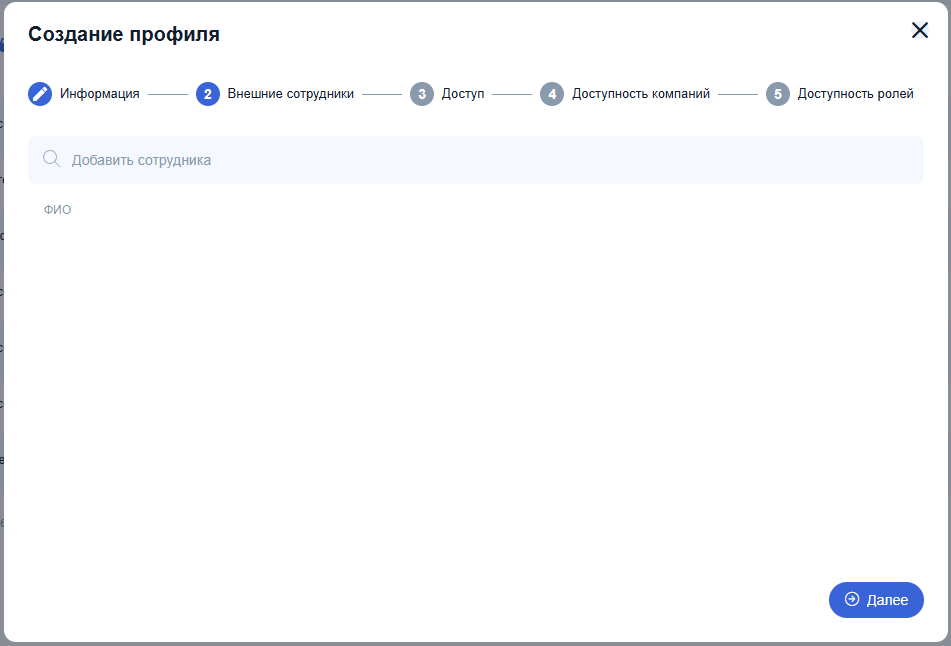 Создание профиля
Информация 2 Внешние сотрудники 3 Доступ 4 Доступность компаний 5 Доступность ролей
Добавить сотрудника
ФИО
Далее